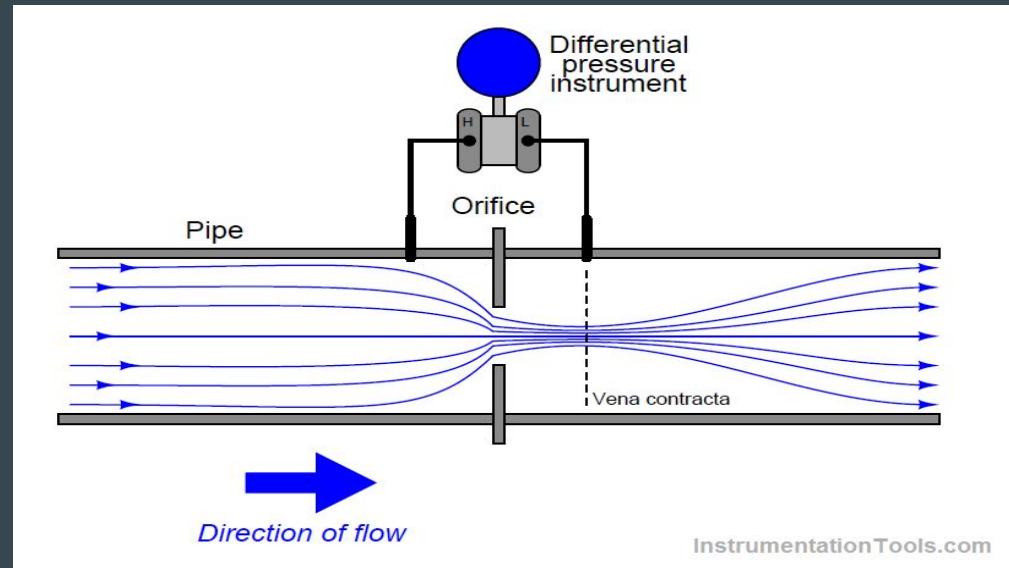 Differential
pressure
instrument
H
L
Orifice
Pipe
Vena contracta
Direction of flow
InstrumentationTools.com